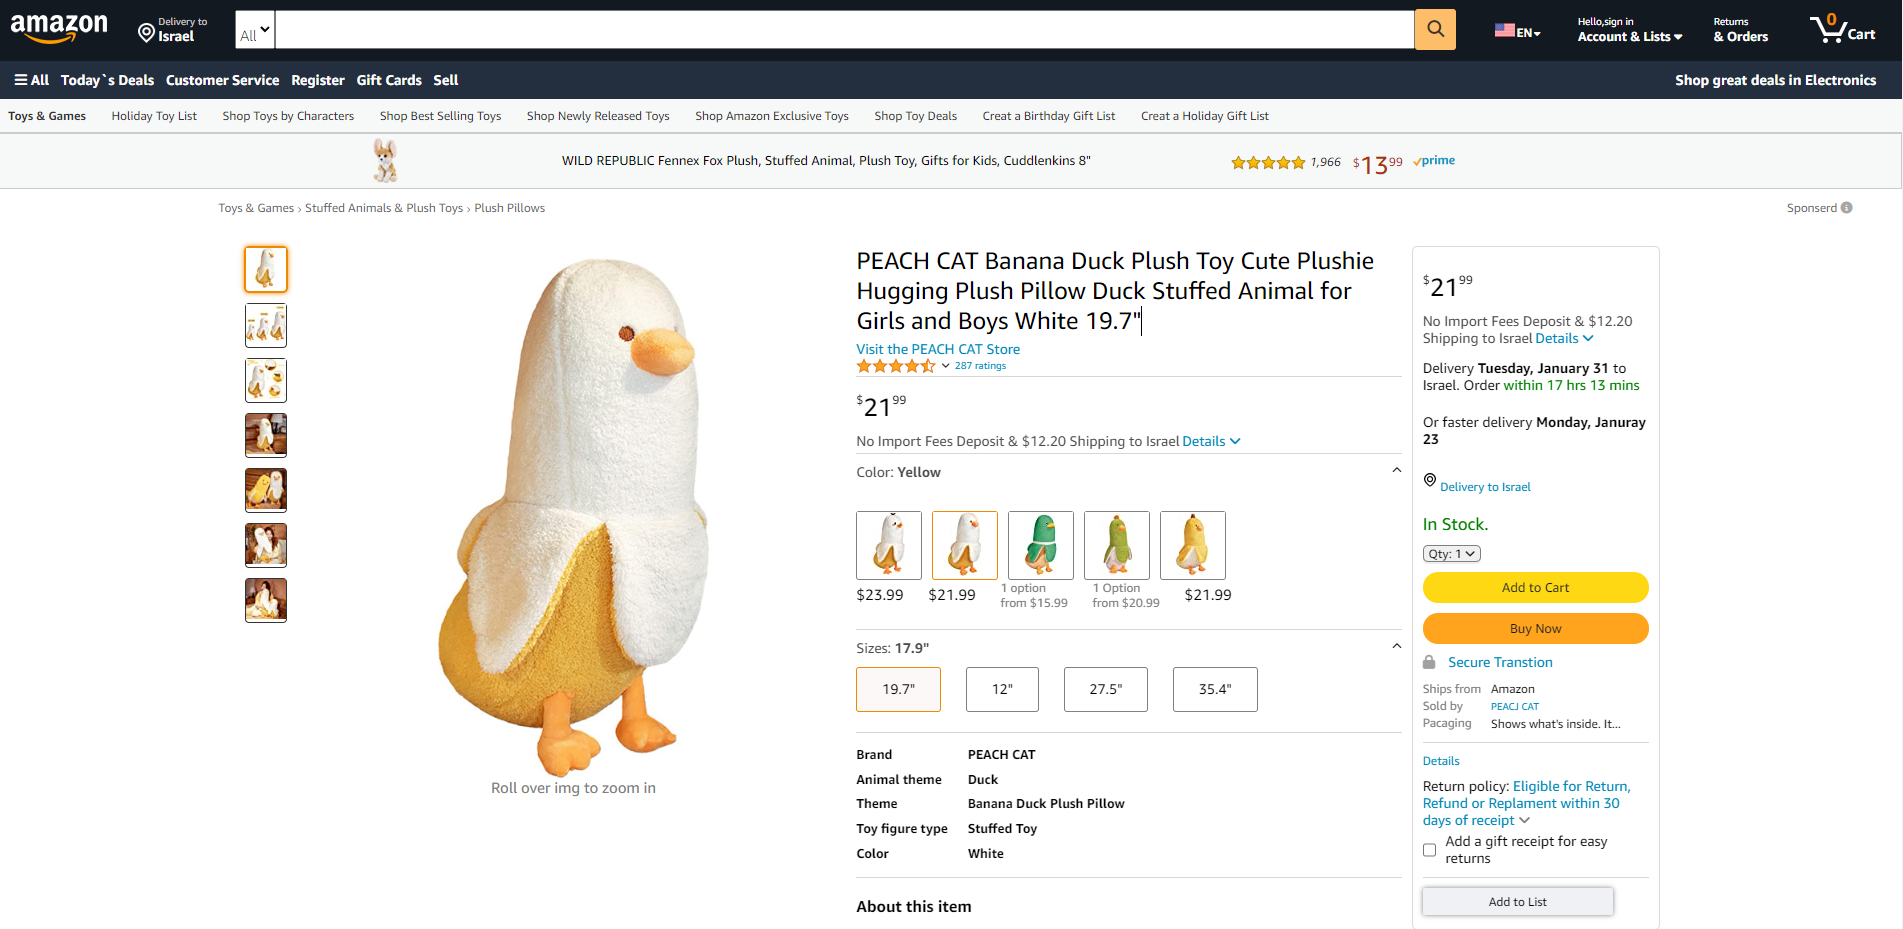 amazon
Delivery to
Israel
All
EN
Hello,sign in
Account & Lists
Returns
& Orders
0
Cart
All
Today`s Deals
Customer Service
Register
Gift Cards
Sell
Shop great deals in Electronics
Toys & Games
Holiday Toy List
Shop Toys by Characters
Shop Best Selling Toys
Shop Newly Released Toys
Shop Amazon Exclusive Toys
Shop Toy Deals
Creat a Birthday Gift List
Creat a Holiday Gift List
WILD REPUBLIC Fennex Fox Plush, Stuffed Animal, Plush Toy, Gifts for Kids, Cuddlenkins 8"
1,966
$13 99
prime
Toys & Games › Stuffed Animals & Plush Toys › Plush Pillows
Sponserd
PEACH CAT Banana Duck Plush Toy Cute Plushie
Hugging Plush Pillow Duck Stuffed Animal for
Girls and Boys White 19.7"
Visit the PEACH CAT Store
287 ratings
$21 99
No Import Fees Deposit & $12.20 Shipping to Israel Details
Color: Yellow
$23.99
$21.99
1 option
from $15.99
1 Option
from $20.99
$21.99
Sizes: 17.9"
19.7"
12"
27.5"
35.4"
Brand PEACH CAT
Animal theme Duck
Theme Banana Duck Plush Pillow
Toy figure type Stuffed Toy
Color White
About this item
Roll over img to zoom in
$21 99
No Import Fees Deposit & $12.20
Shipping to Israel Details
Delivery Tuesday, January 31 to
Israel. Order within 17 hrs 13 mins
Or faster delivery Monday, Januray
23
Delivery to Israel
In Stock.
Qty: 1
Add to Cart
Buy Now
Secure Transtion
Ships from Amazon
Sold by PEACJ CAT
Pacaging Shows what's inside. It...
Details
Return policy: Eligible for Return,
Refund or Replament within 30
days of receipt
Add a gift receipt for easy
returns
Add to List